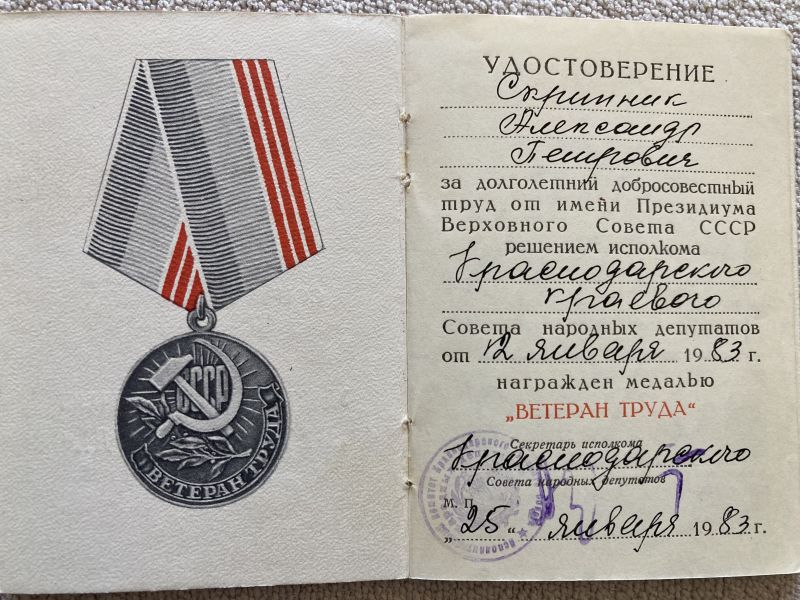 СССР
ВЕТЕРАН ТРУДА
УДОСТОВЕРЕНИЕ
Скрипник
Александр
Петрович
за долголетний добросовестный
труд от имени Президиума
Верховного Совета СССР
решением исполкома
Краснодарского
краевого
Совета народных депутатов
от 12 января 1983 г.
награжден медалью
„ВЕТЕРАН ТРУДА“
Секретарь исполкома
Краснодарского
Совета народных депутатов
М. П.
„25“ января 1983 г.